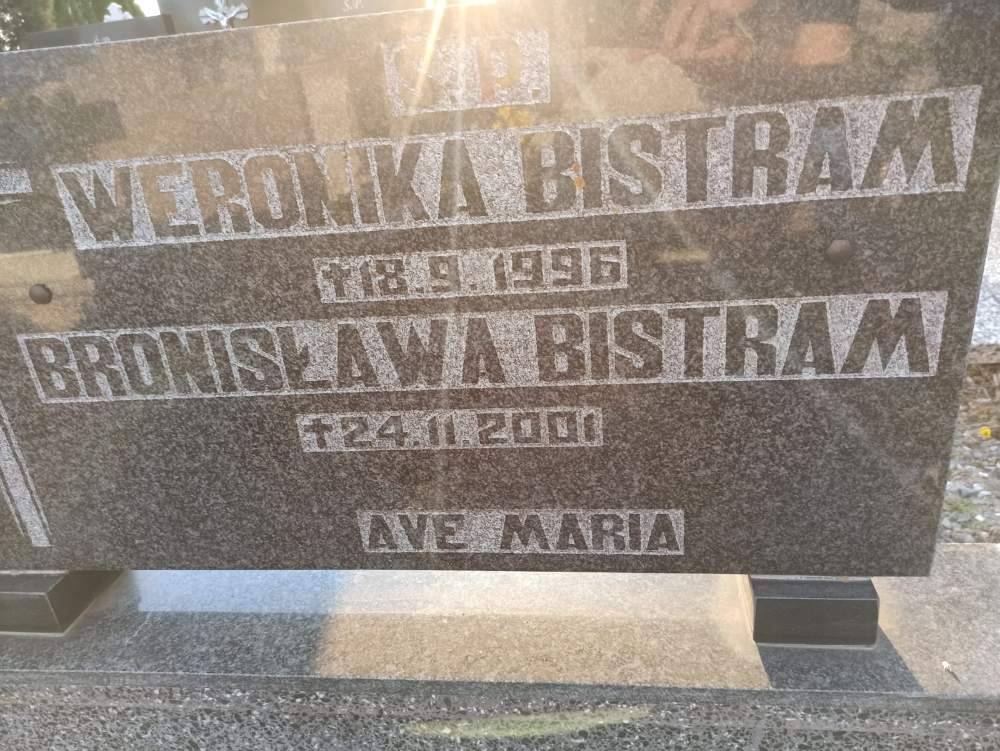 Ś.P.
WERONIKA BISTRAM
✝18.9.1996
BRONISŁAWA BISTRAM
✝24.11.2001
AVE MARIA